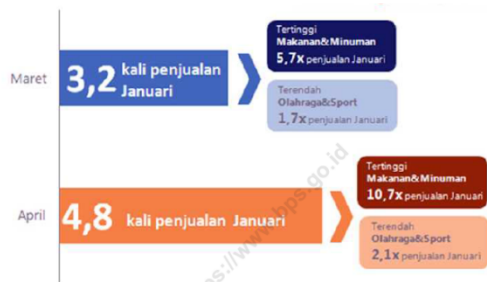 Maret
3,2 kali penjualan
Januari
Tertinggi
Makanan&Minuman
5,7x penjualan Januari
Terendah
Olahraga&Sport
1,7x penjualan Januari
April
4,8 kali penjualan Januari
Tertinggi
Makanan&Minuman
10,7x penjualan Januari
Terendah
Olahraga&Sport
2,1x penjualan Januari
ps://www.bps.go.id